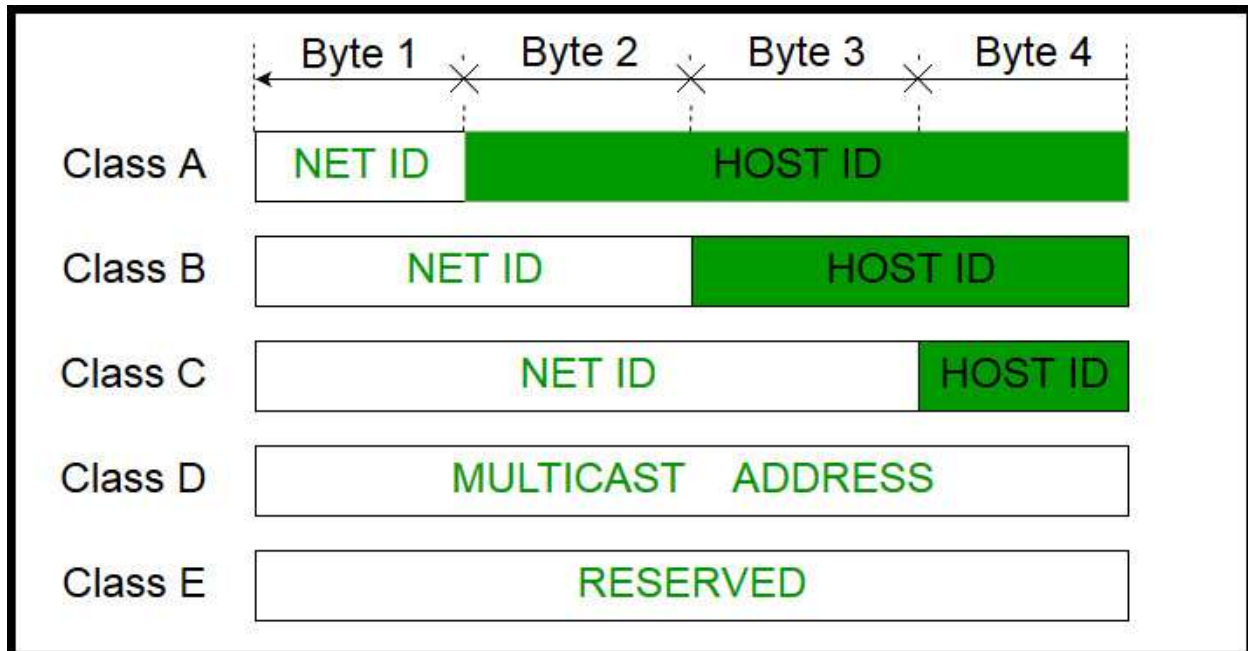 Byte 1 Byte 2 Byte 3 Byte 4
Class A NET ID HOST ID
Class B NET ID HOST ID
Class C NET ID HOST ID
Class D MULTICAST ADDRESS
Class E RESERVED